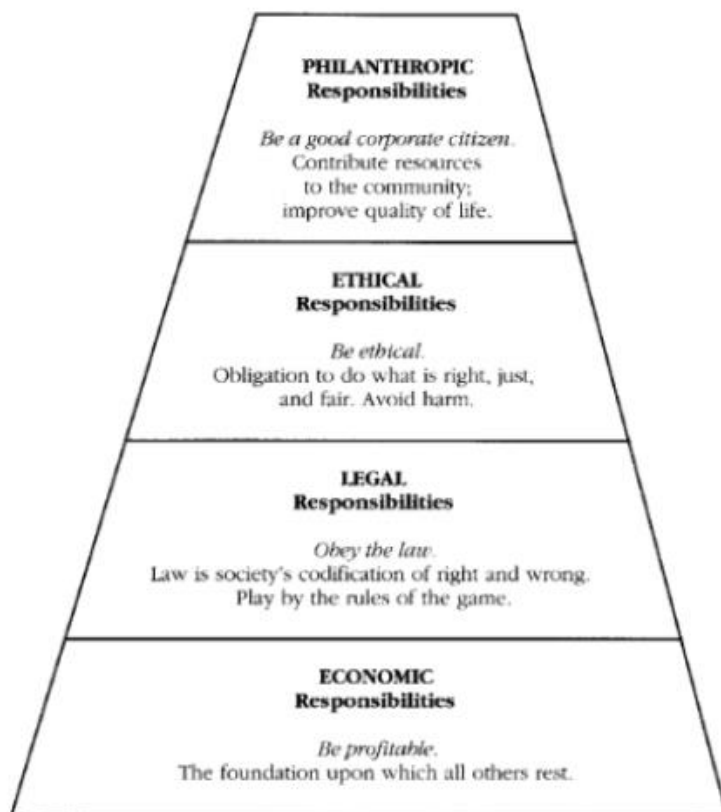 PHILANTHROPIC
Responsibilities
Be a good corporate citizen.
Contribute resources
to the community;
improve quality of life.
ETHICAL
Responsibilities
Be ethical.
Obligation to do what is right, just,
and fair. Avoid harm.
LEGAL
Responsibilities
Obey the law.
Law is society's codification of right and wrong.
Play by the rules of the game.
ECONOMIC
Responsibilities
Be profitable.
The foundation upon which all others rest.